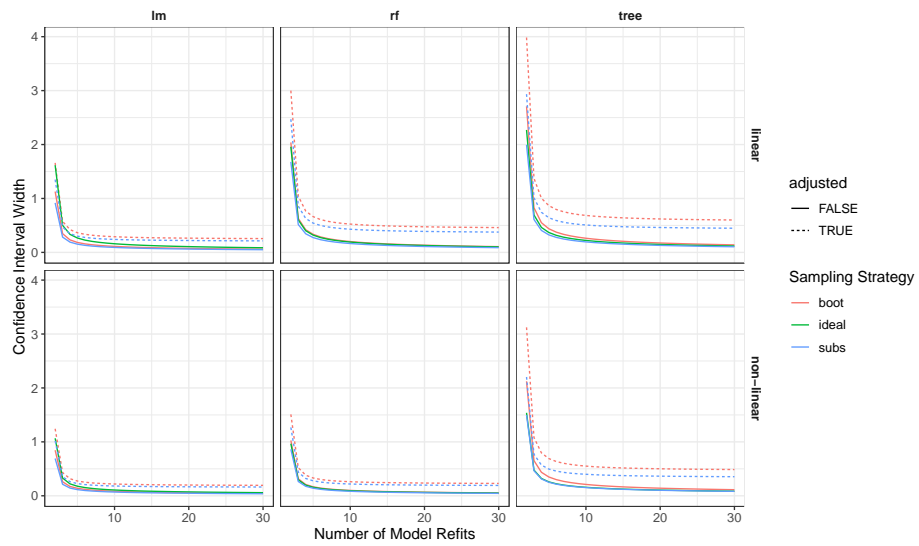 lm
rf
tree
4
3
2
1
0
linear
4
3
2
1
0
non−linear
Confidence Interval Width
10
20
30
10
20
30
10
20
30
Number of Model Refits
adjusted
FALSE
TRUE
Sampling Strategy
boot
ideal
subs